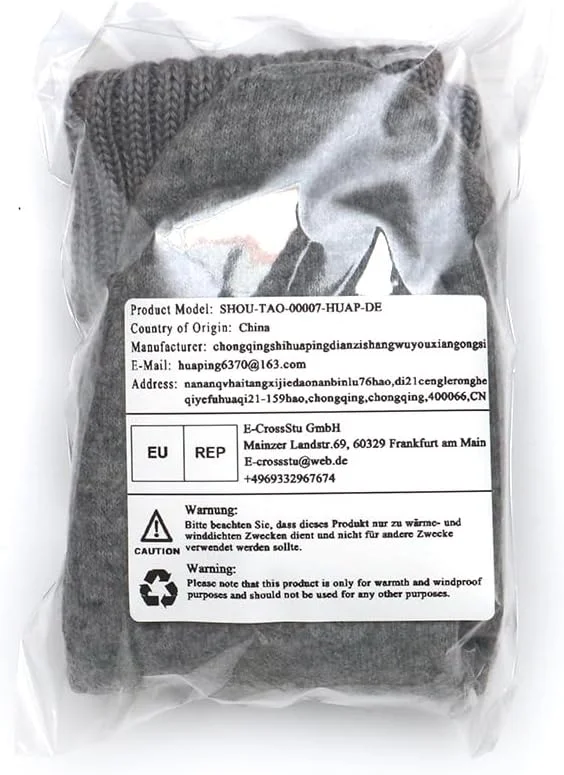 Product Model: SHOU-TAO-00007-HUAP-DE
Country of Origin: China
Manufacturer: chongqingshihuapingdianzishangwuyouxiangongsi
E-Mail: huaping6370@163.com
Address: nananqvhaitangxijiedaonanbinlu76hao,di21cengleronghe
qiyefuhuaqi21-159hao,chongqing,chongqing,400066,CN
EU REP
E-CrossStu GmbH
Mainzer Landstr.69, 60329 Frankfurt am Main
E-crossstu@web.de
+4969332967674
CAUTION
Warnung:
Bitte beachten Sie, dass dieses Produkt nur zu wärme- und
winddichten Zwecken dient und nicht für andere Zwecke
verwendet werden sollte.
Warning:
Please note that this product is only for warmth and windproof
purposes and should not be used for any other purposes.